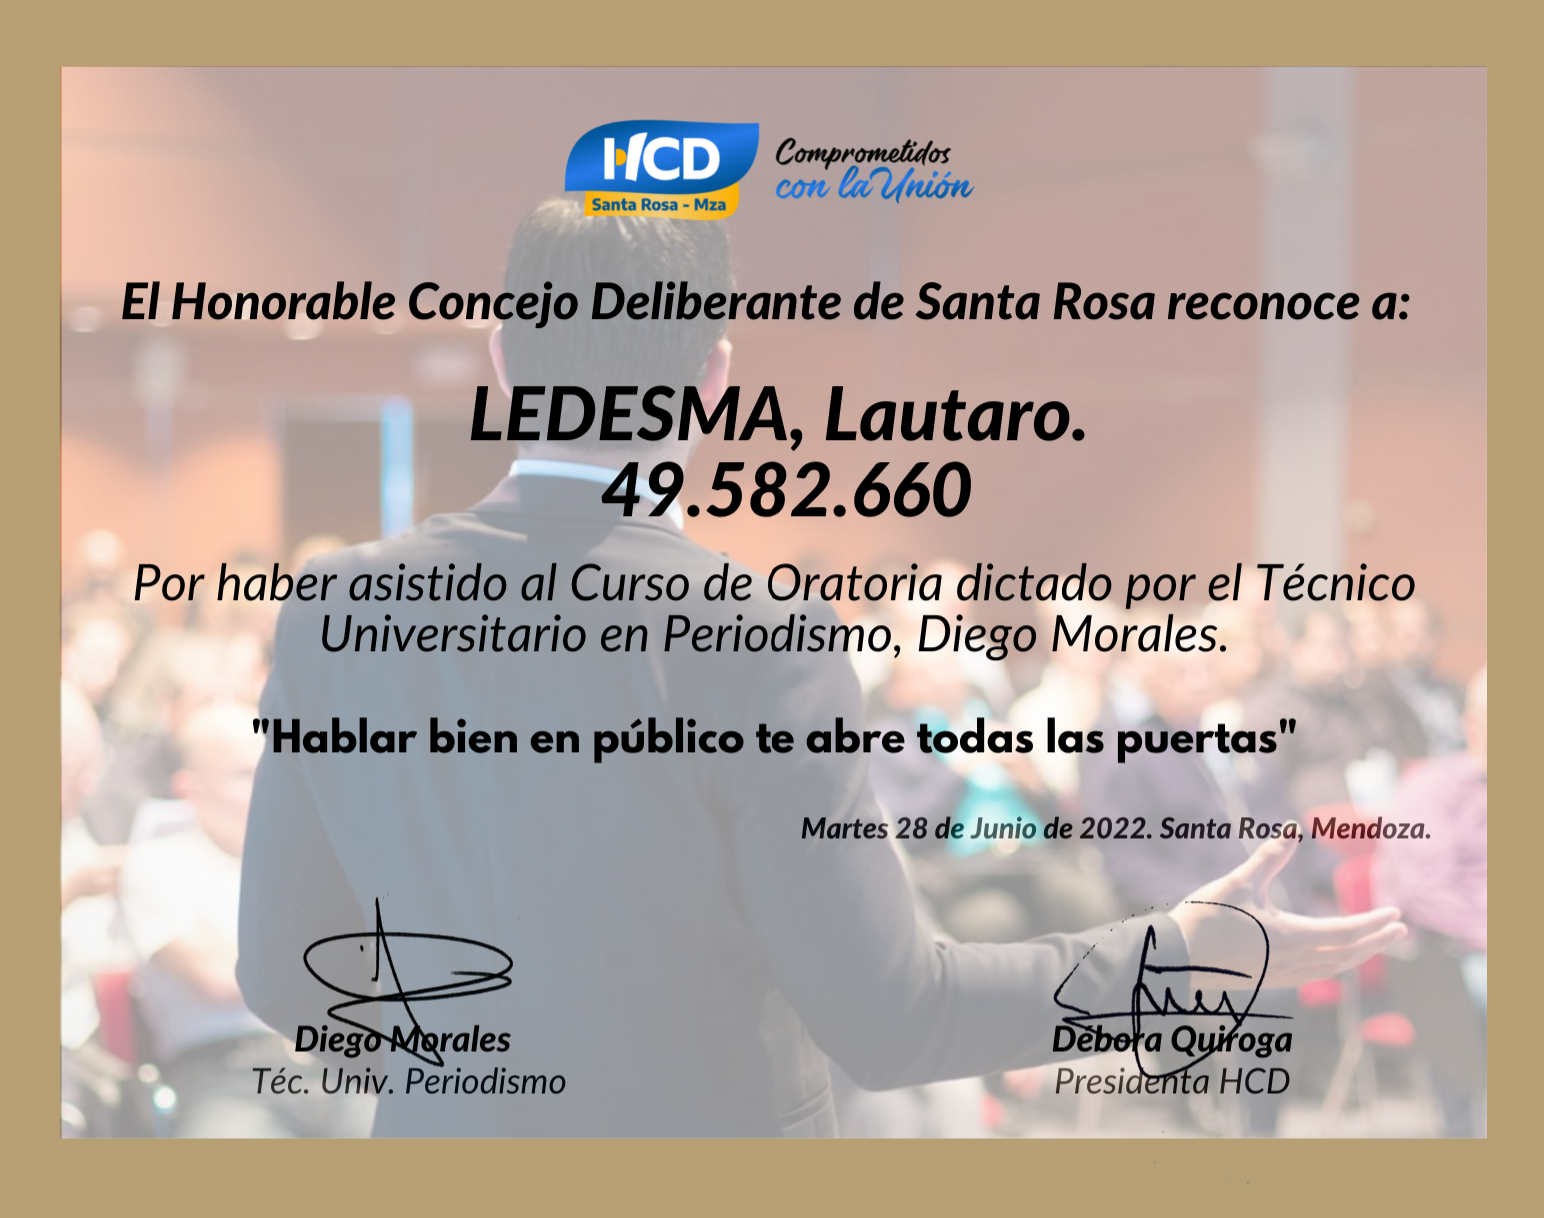 HCD
Santa Rosa - Mza
Comprometidos
con la Unión
El Honorable Concejo Deliberante de Santa Rosa reconoce a:
LEDESMA, Lautaro.
49.582.660
Por haber asistido al Curso de Oratoria dictado por el Técnico
Universitario en Periodismo, Diego Morales.
"Hablar bien en público te abre todas las puertas"
Martes 28 de Junio de 2022. Santa Rosa, Mendoza.
Diego Morales
Téc. Univ. Periodismo
Débora Quiroga
Presidenta HCD